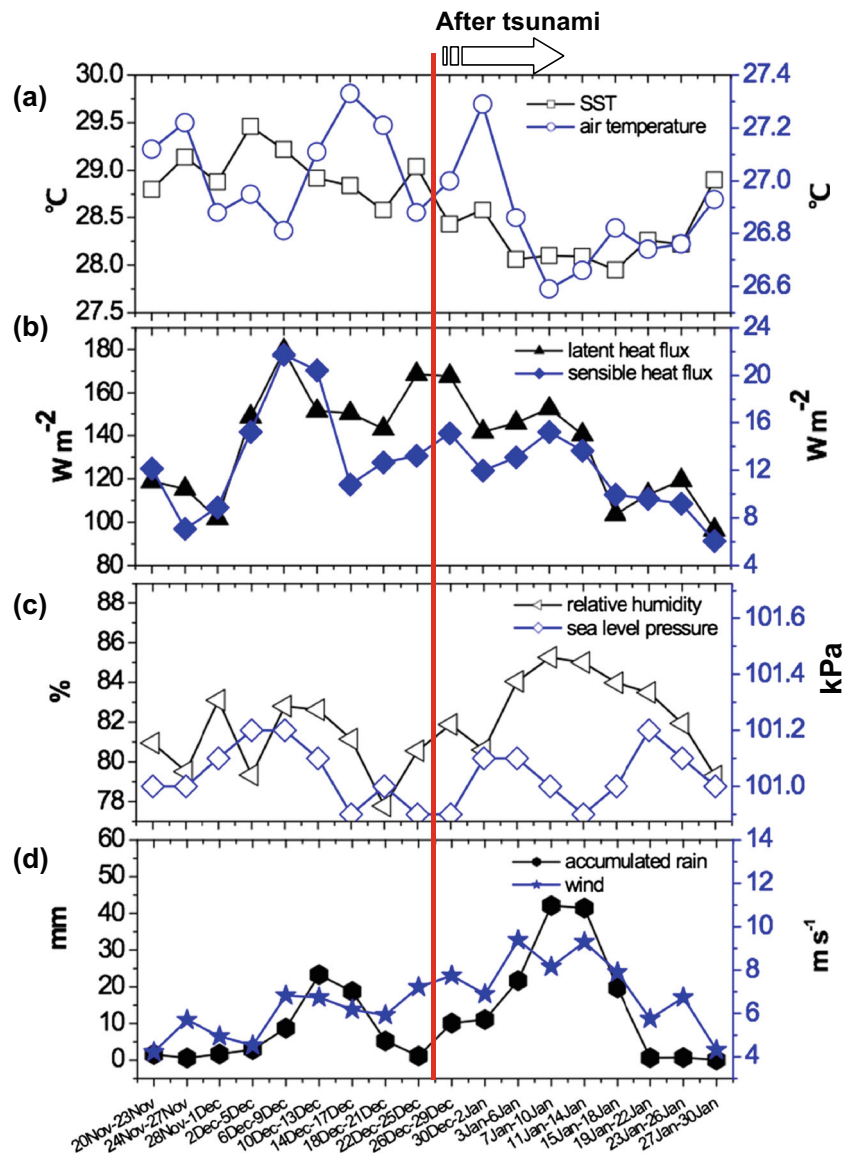 After tsunami
(a)
30.0
29.5
29.0
28.5
28.0
27.5
°C
SST
air temperature
27.4
27.2
27.0
26.8
26.6
°C
(b)
180
160
140
120
100
80
W m-2
latent heat flux
sensible heat flux
24
20
16
12
8
4
W m-2
(c)
88
86
84
82
80
78
%
relative humidity
sea level pressure
101.6
101.4
101.2
101.0
kPa
(d)
60
50
40
30
20
10
0
mm
accumulated rain
wind
14
12
10
8
6
4
m s-1
20Nov-23Nov
24Nov-27Nov
28Nov-1Dec
2Dec-5Dec
6Dec-9Dec
10Dec-13Dec
14Dec-17Dec
18Dec-21Dec
22Dec-25Dec
26Dec-29Dec
30Dec-2Jan
3Jan-6Jan
7Jan-10Jan
11Jan-14Jan
15Jan-18Jan
19Jan-22Jan
23Jan-26Jan
27Jan-30Jan